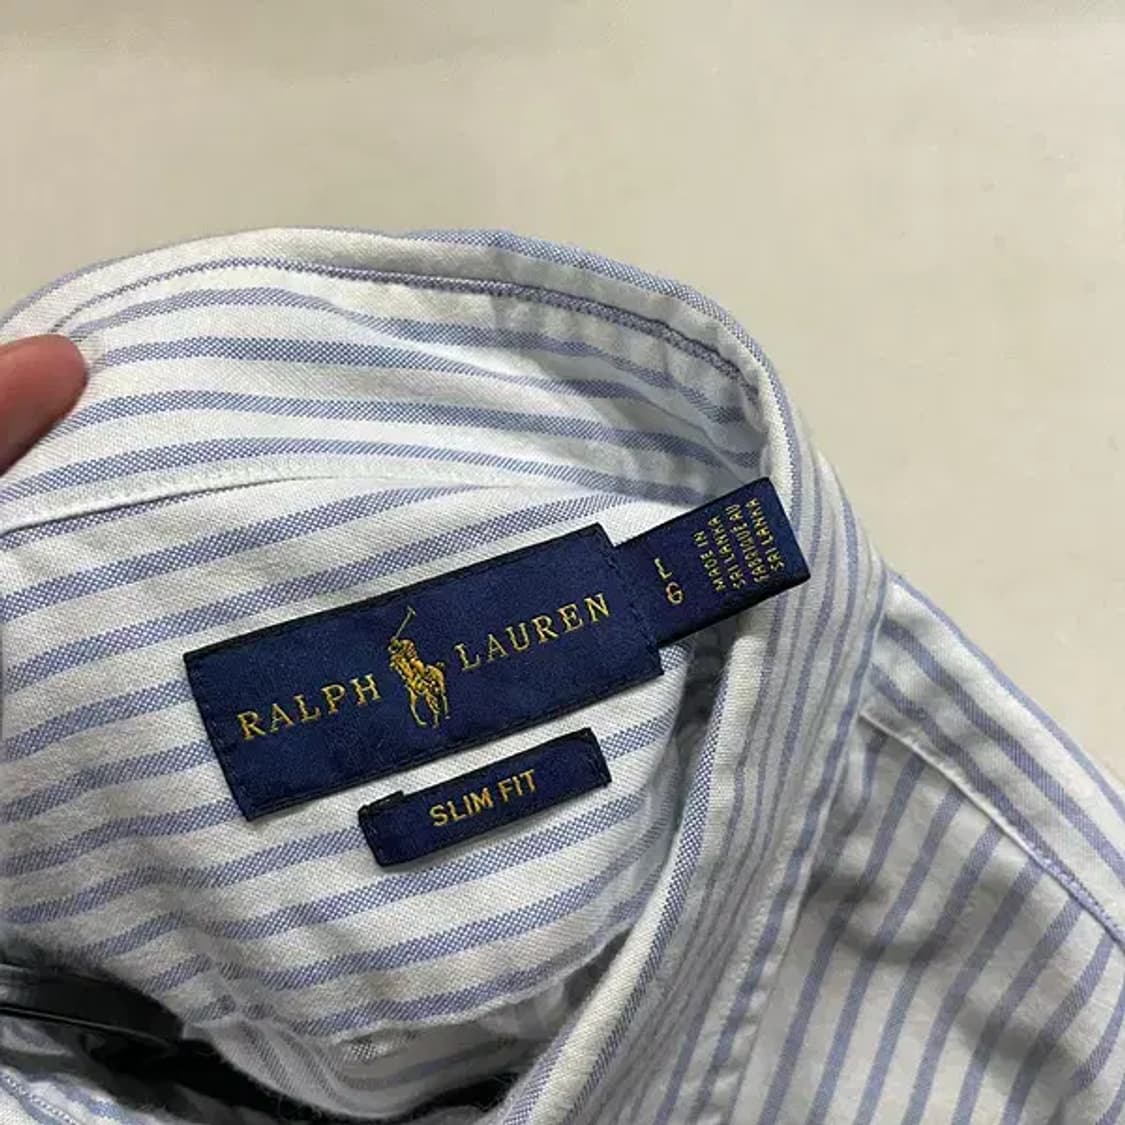 RALPH LAUREN
SLIM FIT
L
G
MADE IN
SRI LANKA
FABRIQUÉ AU
SRI LANKA